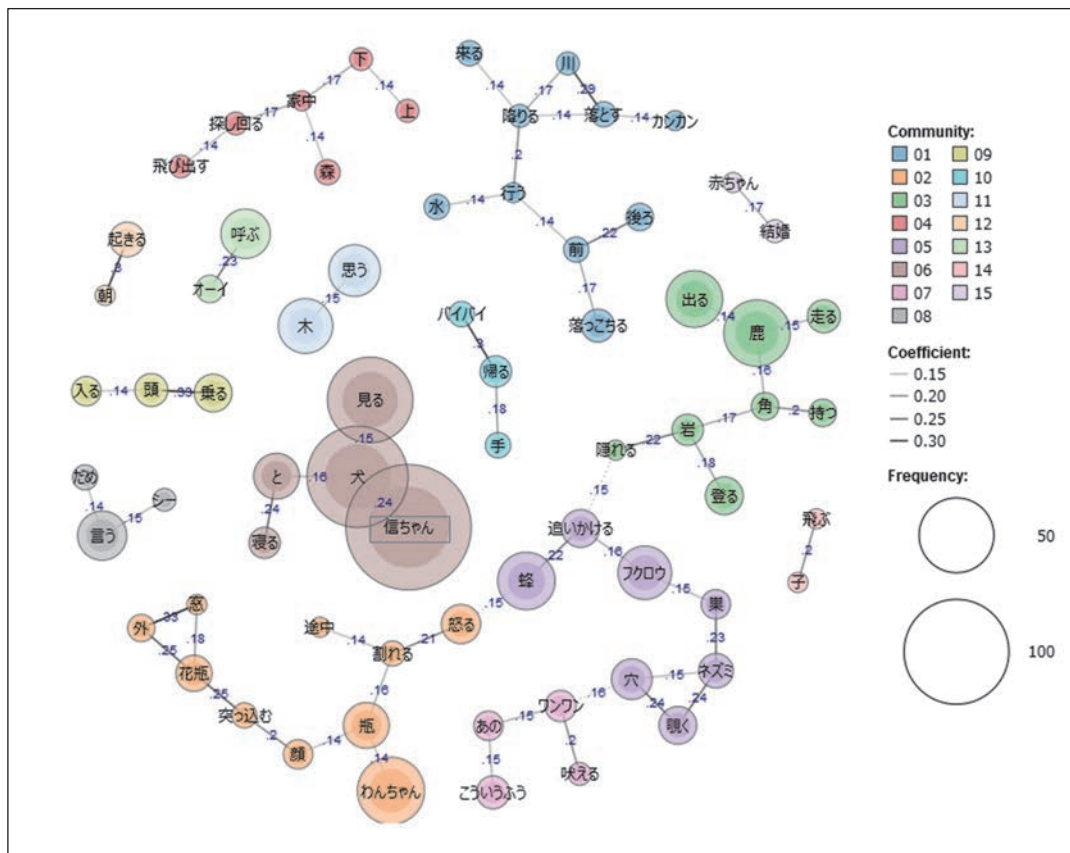 下
.17
.14
家中
上
.17
探し回る
.14
.14
飛び出す
森
来る
川
.14
.17
.29
降りる
.14
落とす
.14
カンカン
.2
水
.14
行う
.14
後ろ
前
.22
.17
落っこちる
赤ちゃん
.17
結婚
起きる
.3
朝
呼ぶ
.23
オーイ
思う
.15
木
バイバイ
.3
帰る
.18
手
出る
.14
鹿
.15
走る
.16
角
.2
持つ
.17
岩
.22
隠れる
.18
登る
.15
入る
.14
頭
.33
乗る
見る
.15
犬
と
.16
.24
.24
信ちゃん
寝る
だめ
.14
シー
.15
言う
追いかける
.22
.16
蜂
フクロウ
.15
.15
巣
.23
ネズミ
.15
穴
.24
.24
覗く
飛ぶ
.2
子
窓
.33
外
.18
.25
花瓶
.25
突っ込む
.2
顔
.14
瓶
.14
わんちゃん
途中
.14
割れる
.21
怒る
.16
ワンワン
.16
あの
.15
.15
.2
吠える
こういうふう
Community:
01 09
02 10
03 11
04 12
05 13
06 14
07 15
08
Coefficient:
0.15
0.20
0.25
0.30
Frequency:
50
100